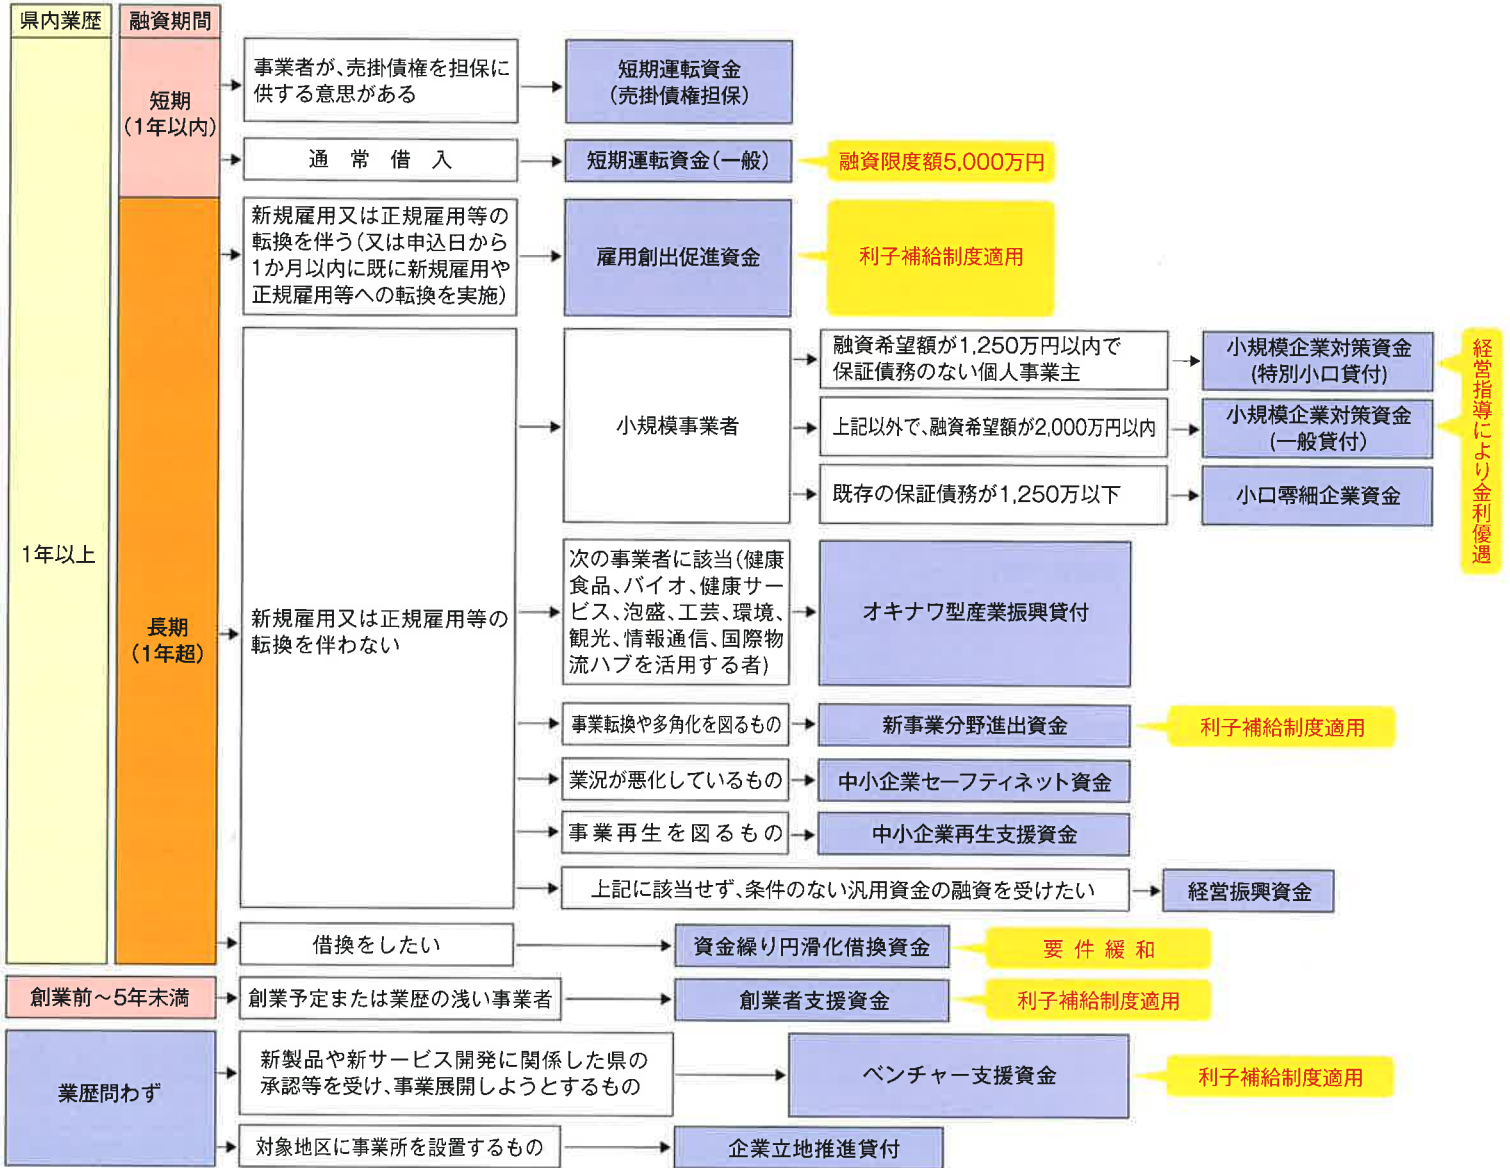 県内業歴
融資期間
1年以上
短期
(1年以内)
事業者が、売掛債権を担保に
供する意思がある
短期運転資金
(売掛債権担保)
通常借入
短期運転資金(一般)
融資限度額5,000万円
長期
(1年超)
新規雇用又は正規雇用等の
転換を伴う(又は申込日から
1か月以内に既に新規雇用や
正規雇用等への転換を実施)
雇用創出促進資金
利子補給制度適用
新規雇用又は正規雇用等の
転換を伴わない
小規模事業者
融資希望額が1,250万円以内で
保証債務のない個人事業主
小規模企業対策資金
(特別小口貸付)
上記以外で、融資希望額が2,000万円以内
小規模企業対策資金
(一般貸付)
経営指導により金利優遇
既存の保証債務が1,250万以下
小口零細企業資金
次の事業者に該当(健康
食品、バイオ、健康サー
ビス、泡盛、工芸、環境、
観光、情報通信、国際物
流ハブを活用する者)
オキナワ型産業振興貸付
事業転換や多角化を図るもの
新事業分野進出資金
利子補給制度適用
業況が悪化しているもの
中小企業セーフティネット資金
事業再生を図るもの
中小企業再生支援資金
上記に該当せず、条件のない汎用資金の融資を受けたい
経営振興資金
借換をしたい
資金繰り円滑化借換資金
要件緩和
創業前～5年未満
創業予定または業歴の浅い事業者
創業者支援資金
利子補給制度適用
業歴問わず
新製品や新サービス開発に関係した県の
承認等を受け、事業展開しようとするもの
ベンチャー支援資金
利子補給制度適用
対象地区に事業所を設置するもの
企業立地推進貸付